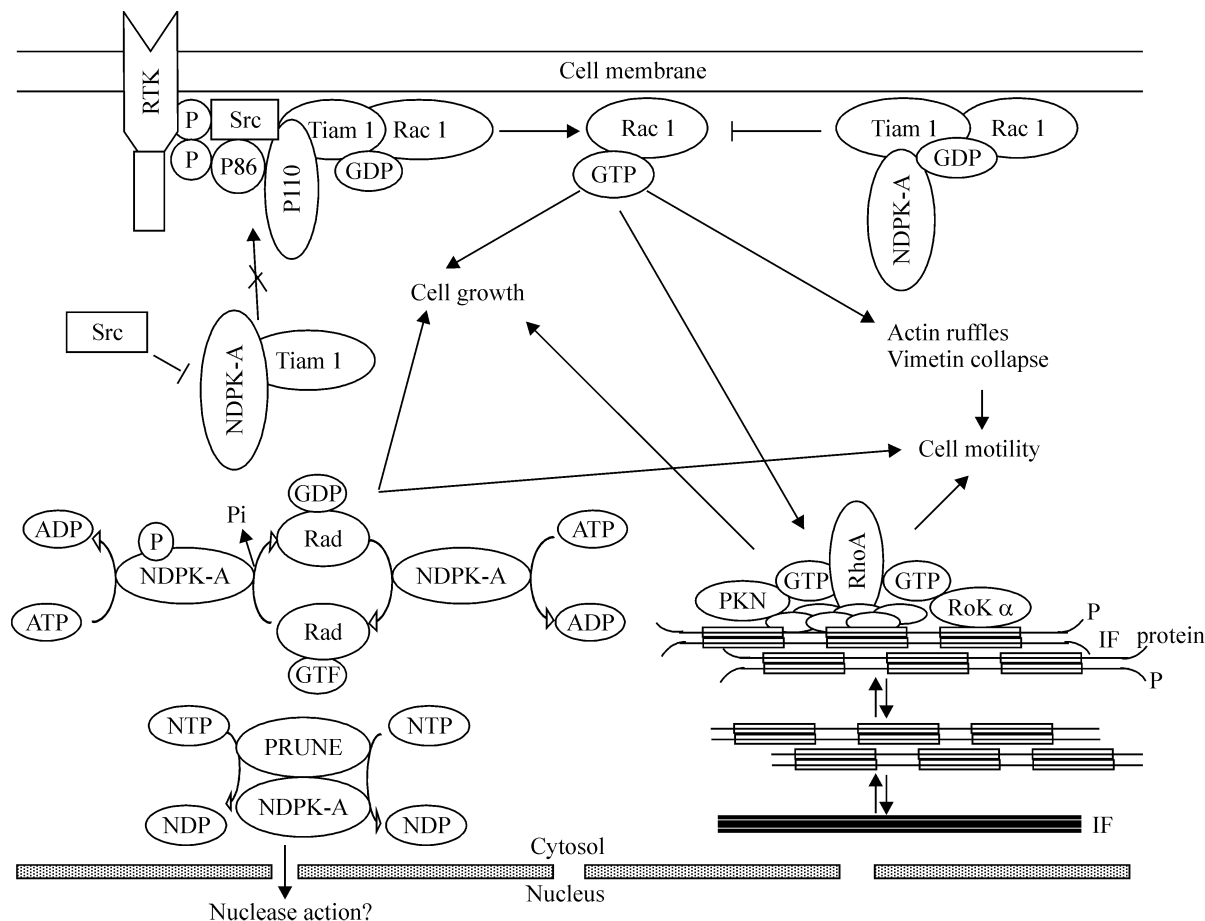 Cell membrane
RTK
P
Src
Tiam 1
Rac 1
Rac 1
Tiam 1
Rac 1
P
P86
P110
GDP
GTP
GDP
NDPK-A
Cell growth
Src
NDPK-A
Tiam 1
Actin ruffles
Vimetin collapse
Cell motility
GDP
Pi
ADP
P
Rad
ATP
NDPK-A
NDPK-A
ATP
Rad
ADP
GTF
RhoA
GTP
GTP
PKN
RoK α
P
IF protein
P
NTP
PRUNE
NTP
NDPK-A
NDP
NDP
IF
Cytosol
Nucleus
Nuclease action?